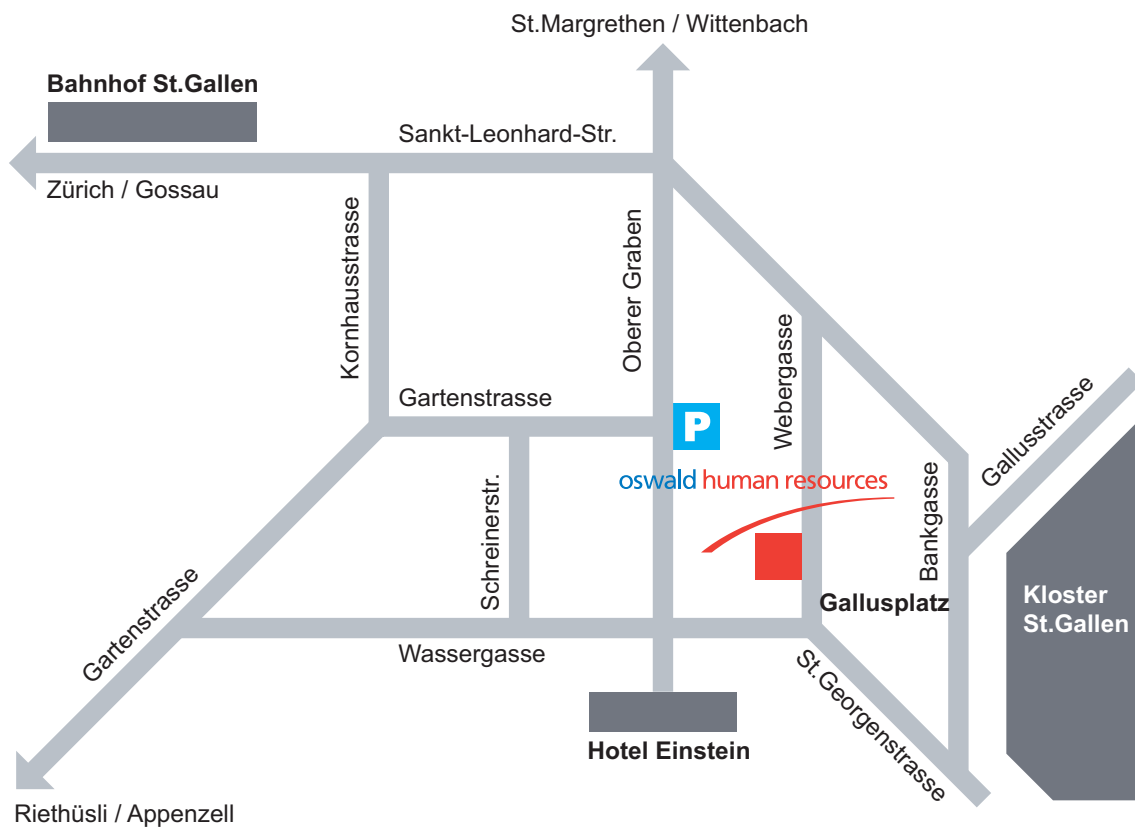 St.Margrethen / Wittenbach
Bahnhof St.Gallen
Sankt-Leonhard-Str.
Zürich / Gossau
Kornhausstrasse
Oberer Graben
Webergasse
Gartenstrasse
P
Gallusstrasse
oswald human resources
Bankgasse
Schreinerstr.
Gallusplatz
Kloster
St.Gallen
Gartenstrasse
Wassergasse
St.Georgenstrasse
Hotel Einstein
Riethüsli / Appenzell